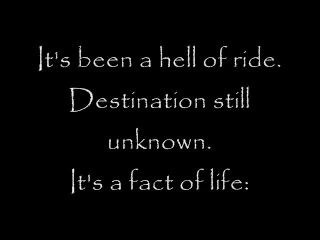 It's been a hell of ride.
Destination still
unknown.
It's a fact of life: